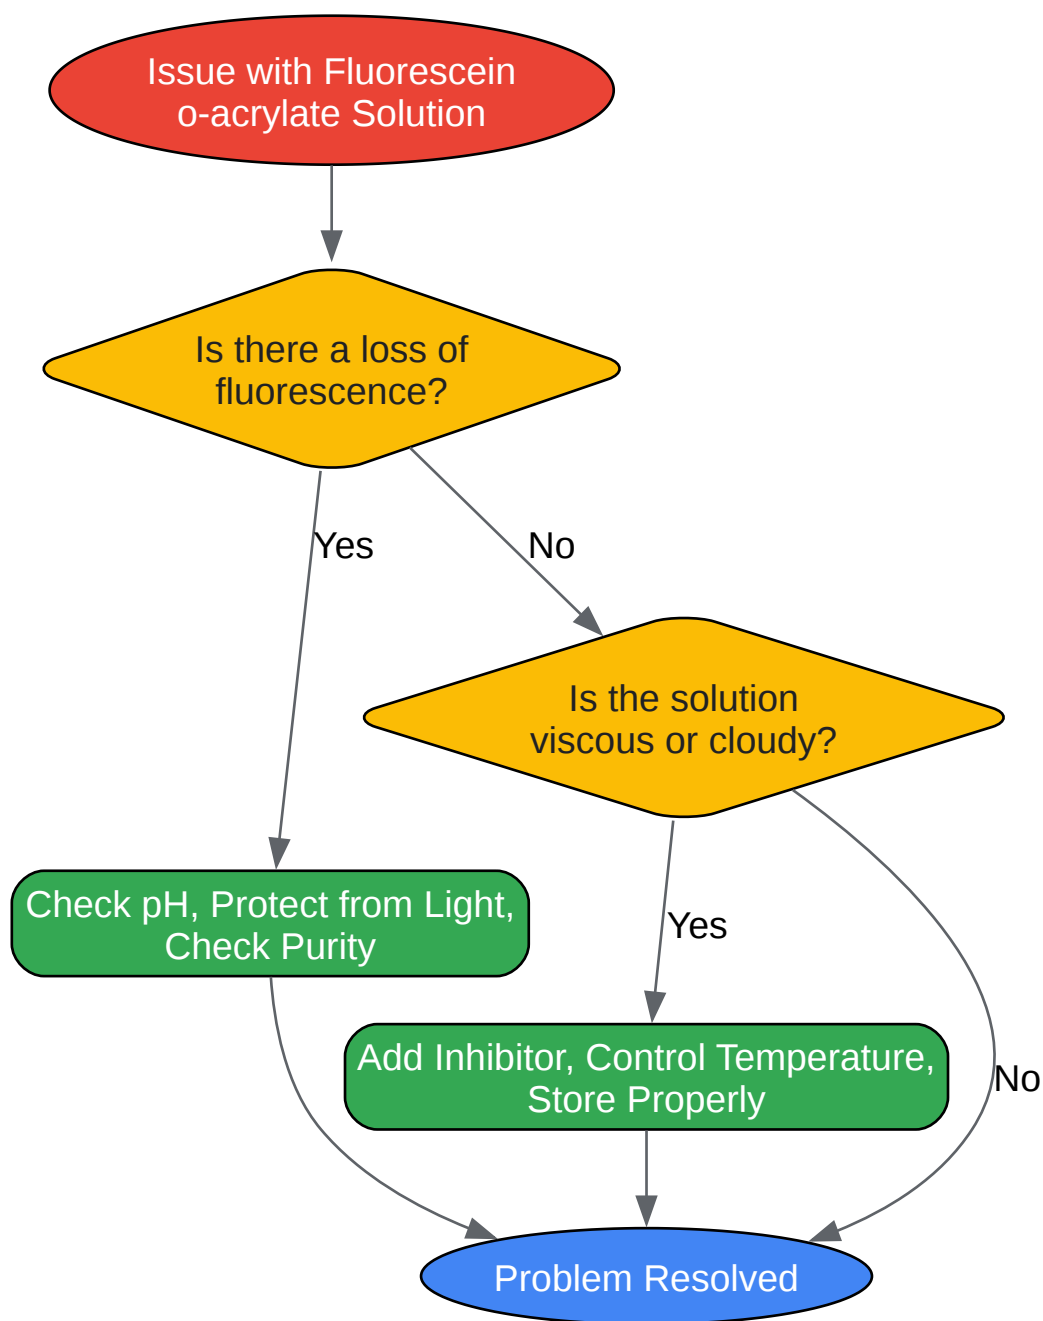 Issue with Fluorescein
o-acrylate Solution
Is there a loss of
fluorescence?
Yes
No
Is the solution
viscous or cloudy?
Check pH, Protect from Light,
Check Purity
Yes
Add Inhibitor, Control Temperature,
Store Properly
No
Problem Resolved